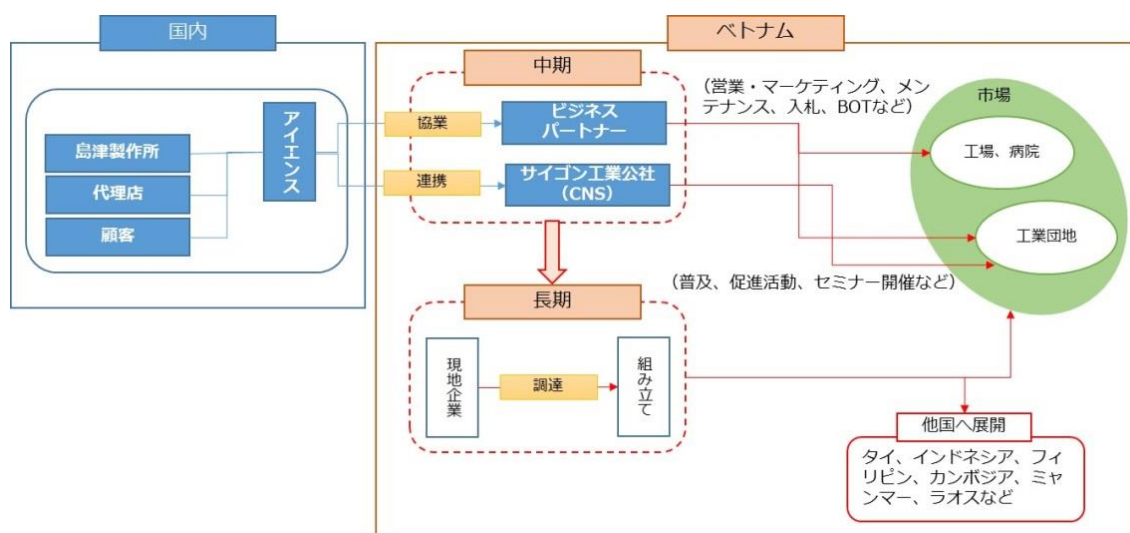 国内
島津製作所
代理店
顧客
アイエンス
ベトナム
中期
協業
ビジネス
パートナー
連携
サイゴン工業公社
（CNS）
（営業・マーケティング、メン
テナンス、入札、BOTなど）
市場
工場、病院
工業団地
（普及、促進活動、セミナー開催など）
長期
現地企業
調達
組み立て
他国へ展開
タイ、インドネシア、フィ
リピン、カンボジア、ミャ
ンマー、ラオスなど